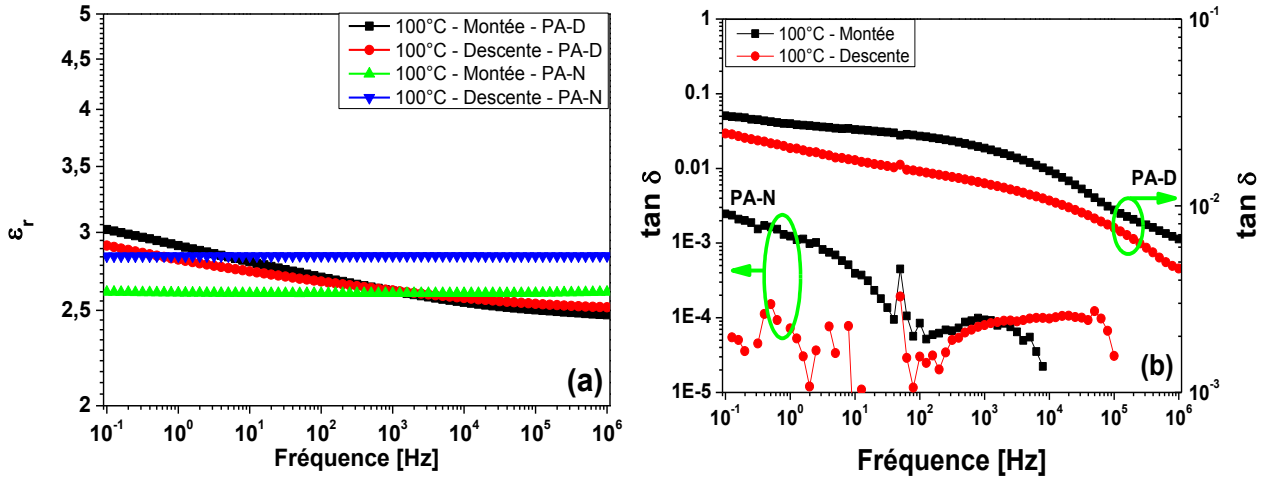 5
4,5
4
3,5
3
2,5
2
ε_r
100°C - Montée - PA-D
100°C - Descente - PA-D
100°C - Montée - PA-N
100°C - Descente - PA-N
(a)
10⁻¹ 10⁰ 10¹ 10² 10³ 10⁴ 10⁵ 10⁶
Fréquence [Hz]
1
0.1
0.01
1E-3
1E-4
1E-5
tan δ
100°C - Montée
100°C - Descente
PA-N
PA-D
(b)
10⁻¹
10⁻²
10⁻³
tan δ
10⁻¹ 10⁰ 10¹ 10² 10³ 10⁴ 10⁵ 10⁶
Fréquence [Hz]